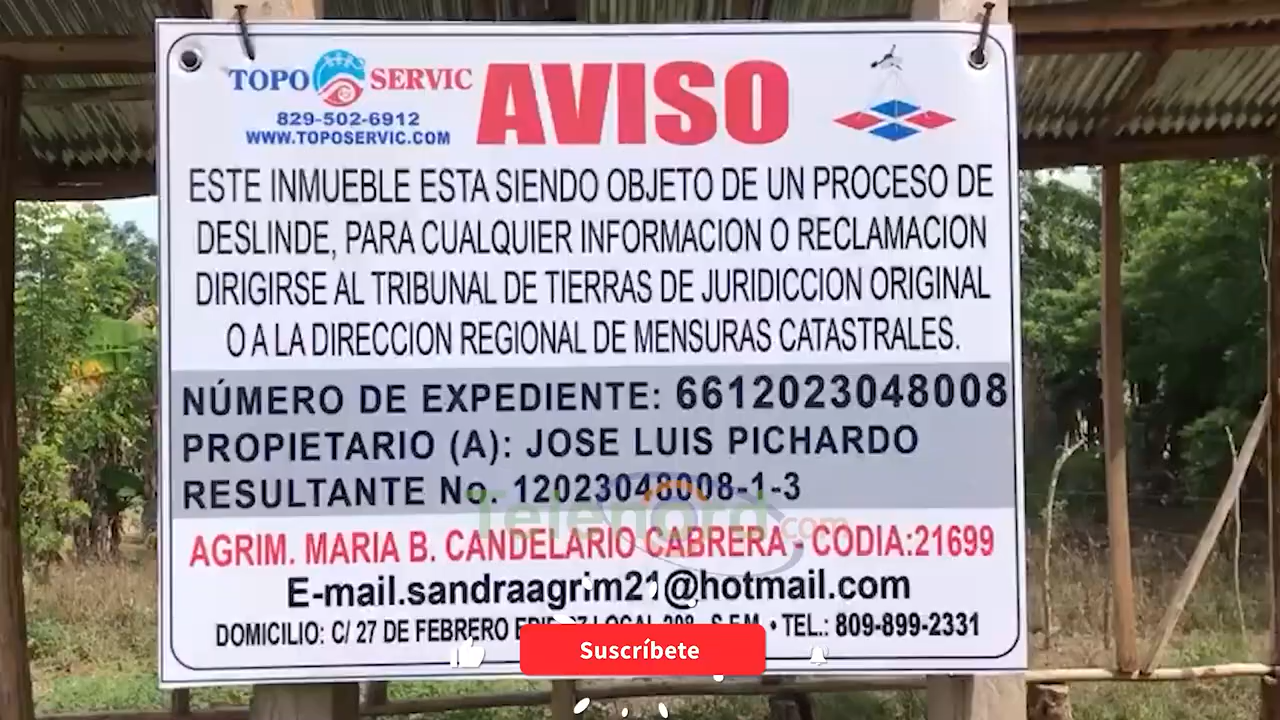 TOPO SERVIC
829-502-6912
WWW.TOPOSERVIC.COM
AVISO
ESTE INMUEBLE ESTA SIENDO OBJETO DE UN PROCESO DE
DESLINDE, PARA CUALQUIER INFORMACION O RECLAMACION
DIRIGIRSE AL TRIBUNAL DE TIERRAS DE JURIDICCION ORIGINAL
O A LA DIRECCION REGIONAL DE MENSURAS CATASTRALES.
NÚMERO DE EXPEDIENTE: 6612023048008
PROPIETARIO (A): JOSE LUIS PICHARDO
RESULTANTE No. 12023048008-1-3
Telenord.com
AGRIM. MARIA B. CANDELARIO CABRERA - CODIA:21699
E-mail.sandraagrim21@hotmail.com
DOMICILIO: C/ 27 DE FEBRERO LOCAL S.F.M. • TEL.: 809-899-2331
Suscríbete